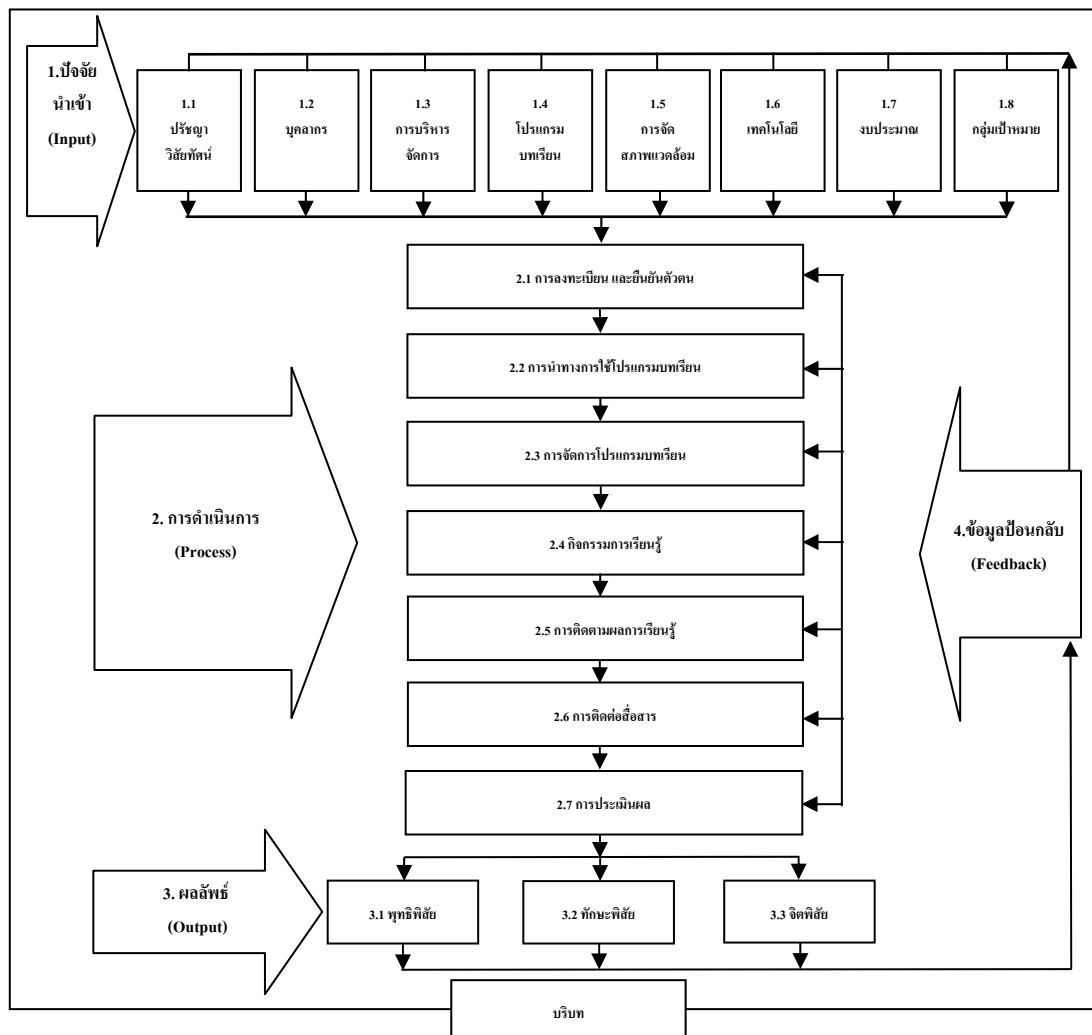 1.ปัจจัย
นำเข้า
(Input)
1.1
ปรัชญา
วิสัยทัศน์
1.2
บุคลากร
1.3
การบริหาร
จัดการ
1.4
โปรแกรม
บทเรียน
1.5
การจัด
สภาพแวดล้อม
1.6
เทคโนโลยี
1.7
งบประมาณ
1.8
กลุ่มเป้าหมาย
2. การดำเนินการ
(Process)
2.1 การลงทะเบียน และยืนยันตัวตน
2.2 การนำทางการใช้โปรแกรมบทเรียน
2.3 การจัดการโปรแกรมบทเรียน
2.4 กิจกรรมการเรียนรู้
2.5 การติดตามผลการเรียนรู้
2.6 การติดต่อสื่อสาร
2.7 การประเมินผล
4.ข้อมูลป้อนกลับ
(Feedback)
3. ผลลัพธ์
(Output)
3.1 พุทธิพิสัย
3.2 ทักษะพิสัย
3.3 จิตพิสัย
บริบท